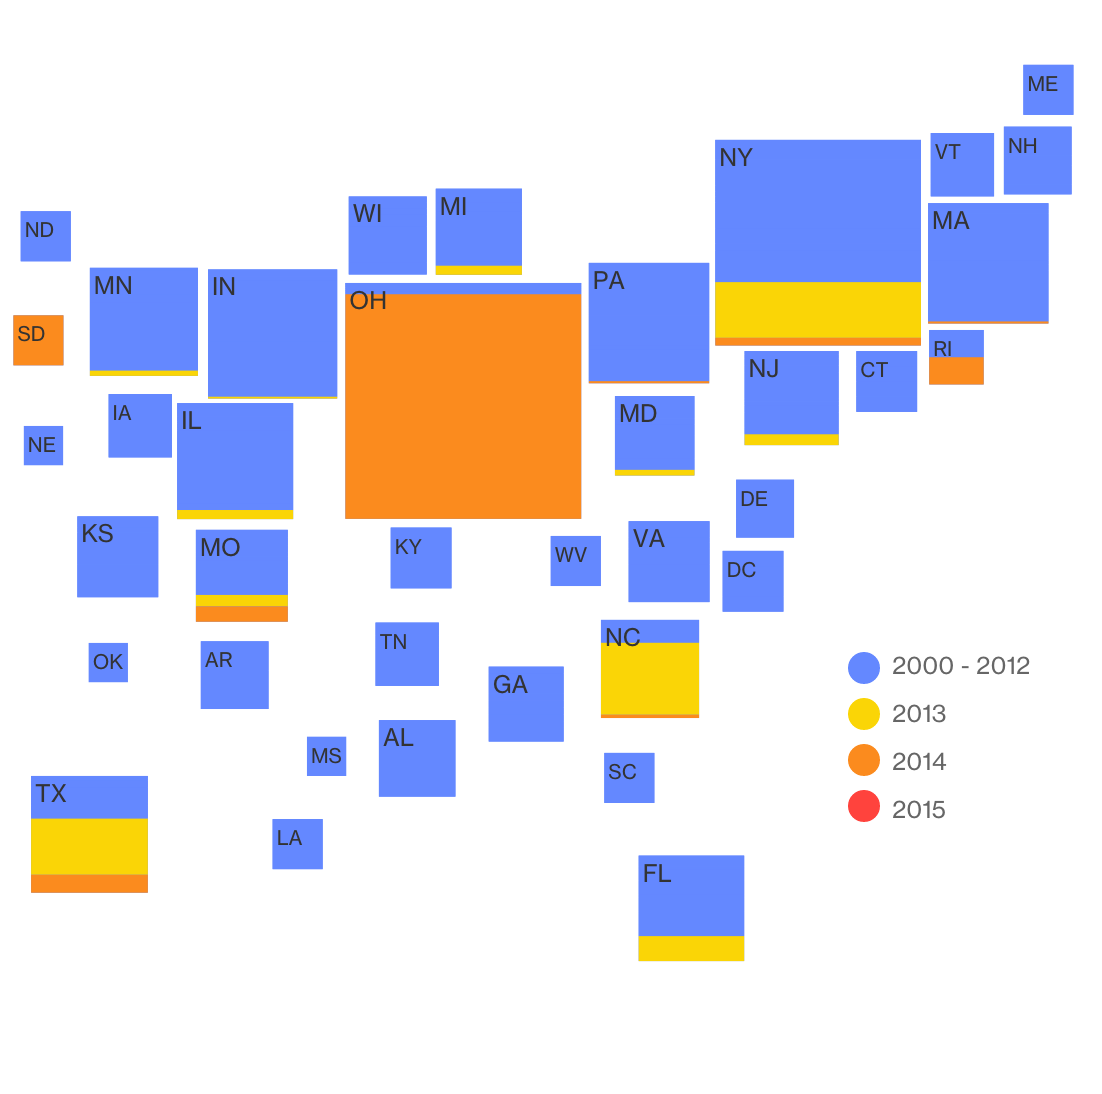 ME
NY
VT
NH
WI
MI
MA
ND
MN
IN
PA
OH
SD
RI
NJ
CT
IA
IL
MD
NE
DE
KS
MO
KY
WV
VA
DC
NC
OK
AR
TN
GA
2000 - 2012
2013
MS
AL
SC
2014
TX
2015
LA
FL